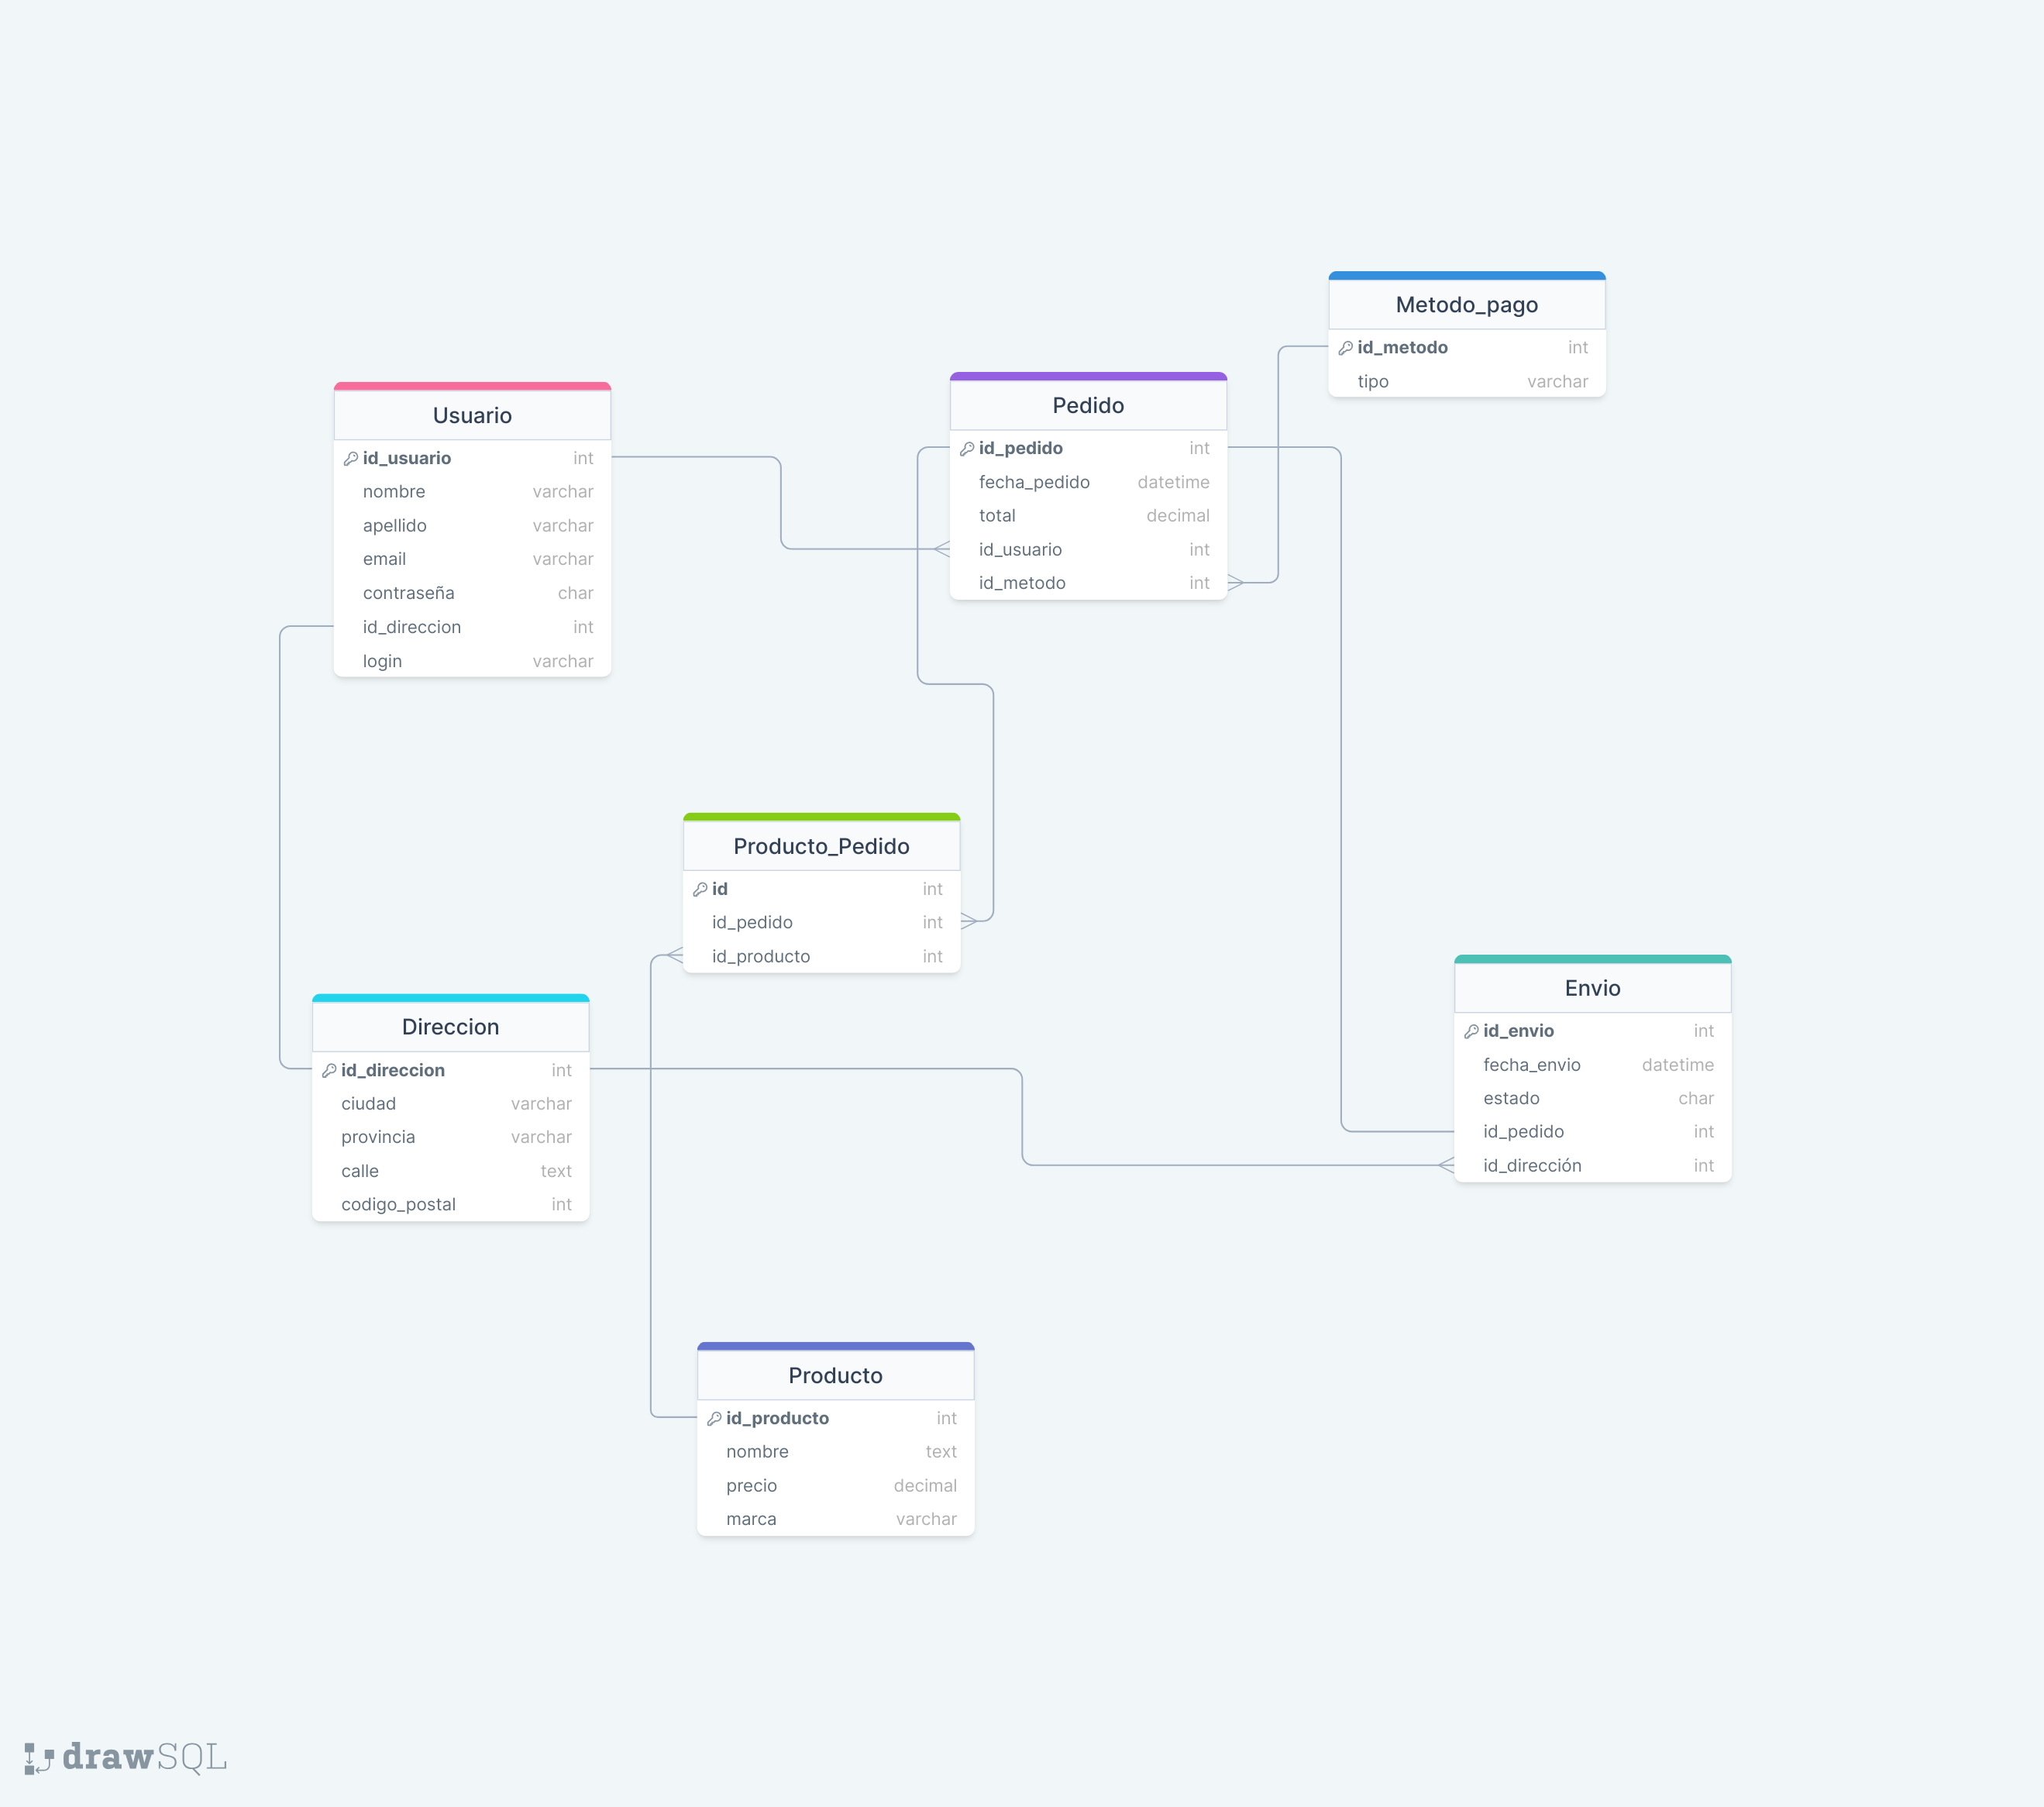 Metodo_pago
id_metodo int
tipo varchar
Usuario
id_usuario int
nombre varchar
apellido varchar
email varchar
contraseña char
id_direccion int
login varchar
Pedido
id_pedido int
fecha_pedido datetime
total decimal
id_usuario int
id_metodo int
Producto_Pedido
id int
id_pedido int
id_producto int
Direccion
id_direccion int
ciudad varchar
provincia varchar
calle text
codigo_postal int
Envio
id_envio int
fecha_envio datetime
estado char
id_pedido int
id_dirección int
Producto
id_producto int
nombre text
precio decimal
marca varchar
drawSQL